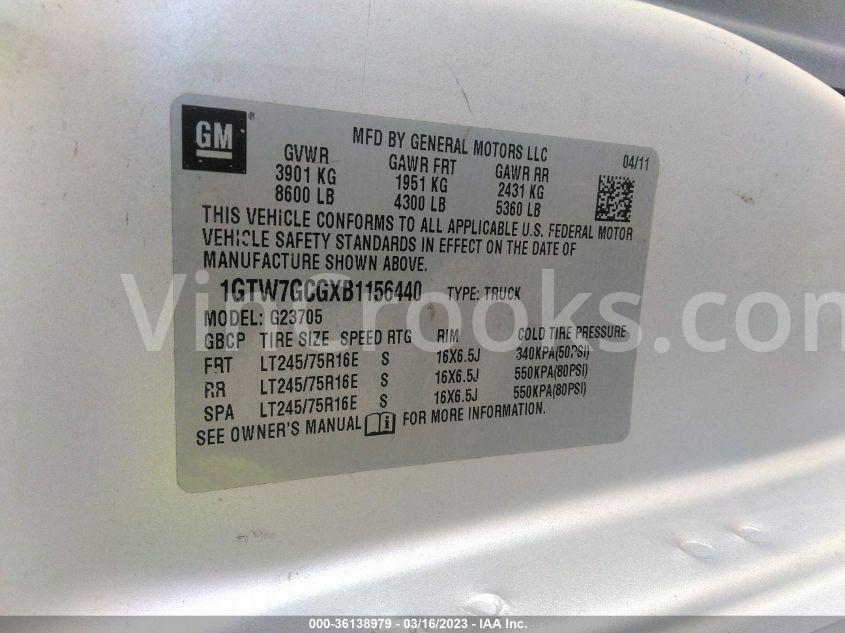 GM ®
MFD BY GENERAL MOTORS LLC
04/11
GVWR GAWR FRT GAWR RR
3901 KG 1951 KG 2431 KG
8600 LB 4300 LB 5360 LB
THIS VEHICLE CONFORMS TO ALL APPLICABLE U.S. FEDERAL MOTOR
VEHICLE SAFETY STANDARDS IN EFFECT ON THE DATE OF
MANUFACTURE SHOWN ABOVE.
1GTW7GCGXB1156440 TYPE: TRUCK
MODEL: G23705
GBCP TIRE SIZE SPEED RTG RIM COLD TIRE PRESSURE
FRT LT245/75R16E S 16X6.5J 340KPA(50PSI)
RR LT245/75R16E S 16X6.5J 550KPA(80PSI)
SPA LT245/75R16E S 16X6.5J 550KPA(80PSI)
SEE OWNER'S MANUAL FOR MORE INFORMATION.
VinCrooks.com
000-36138979 - 03/16/2023 - IAA Inc.